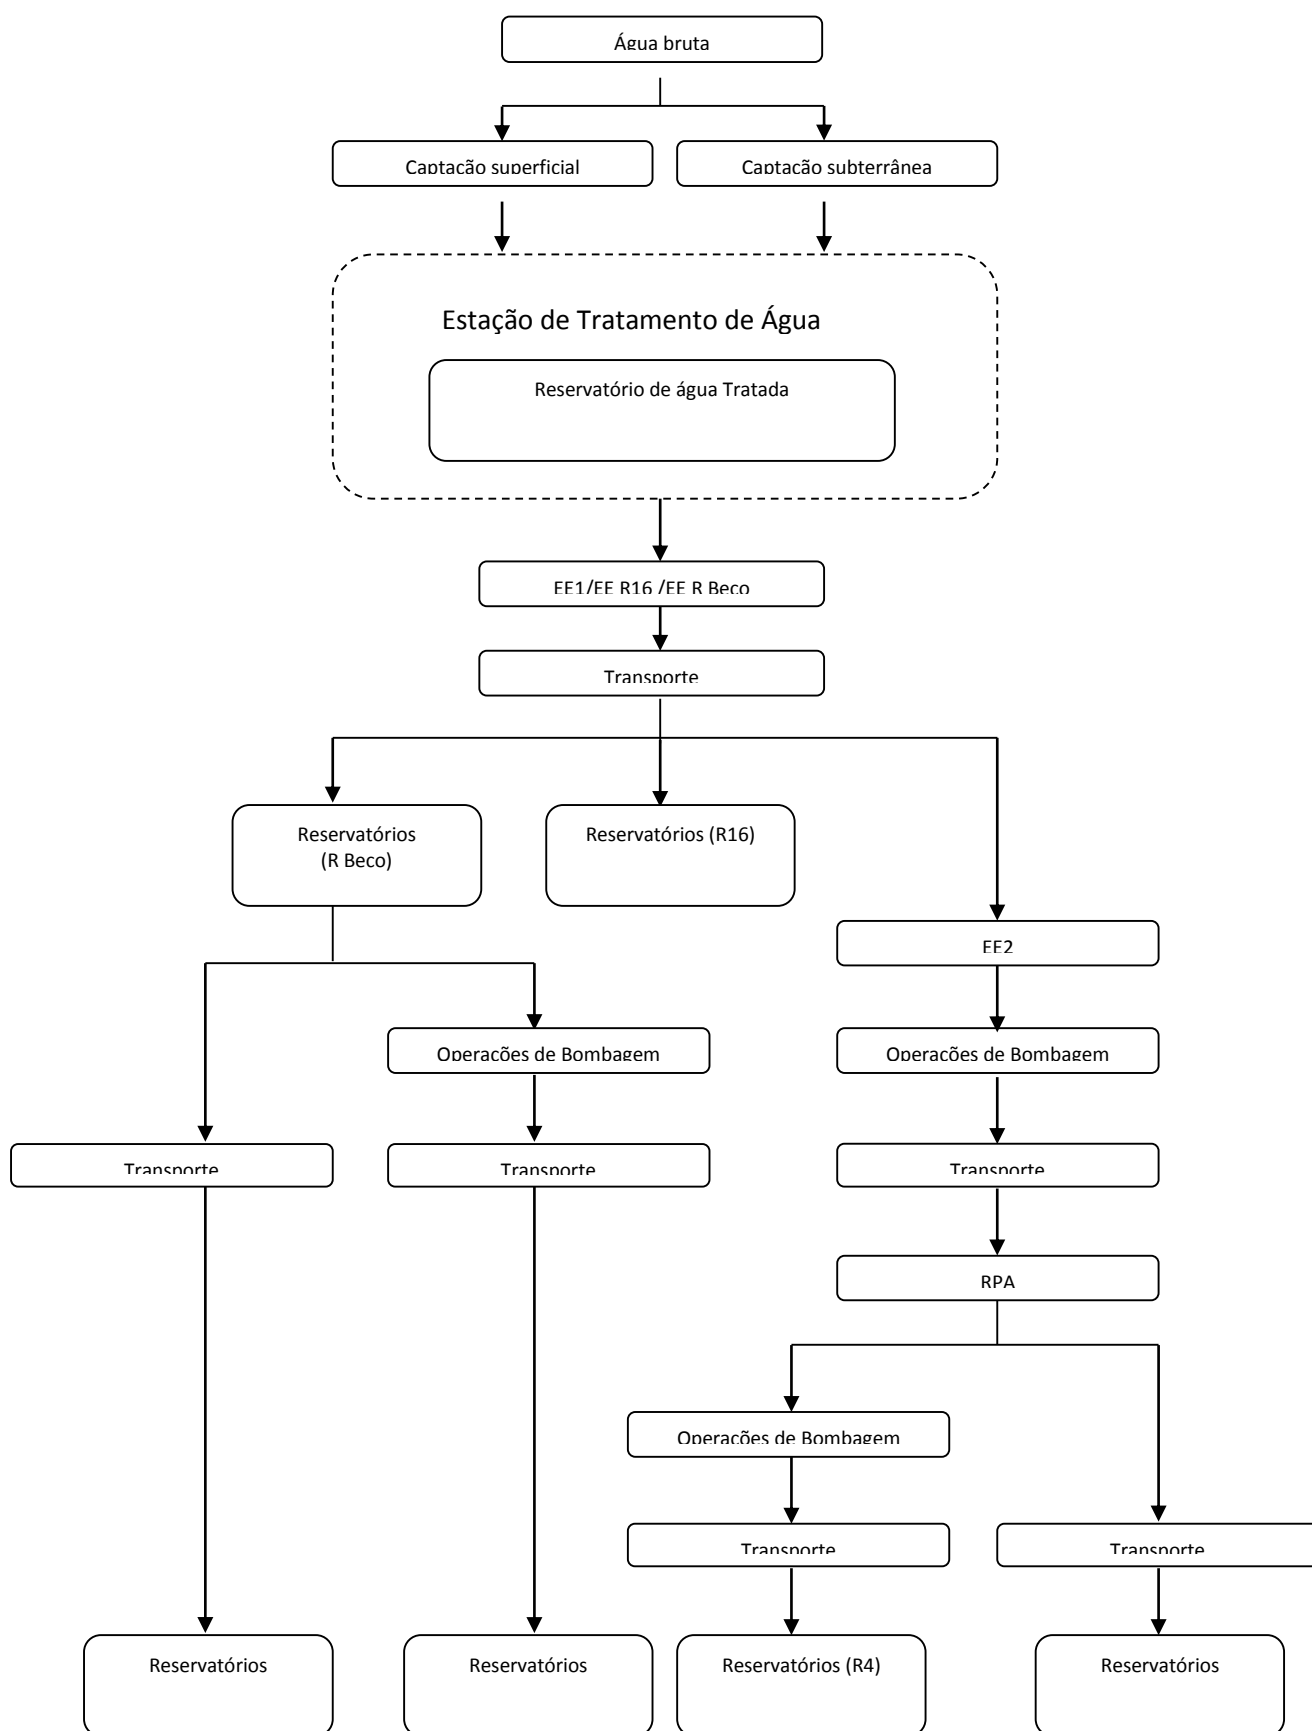 Água bruta
Captação superficial
Captação subterrânea
Estação de Tratamento de Água
Reservatório de água Tratada
EE1/EE R16 /EE R Beco
Transporte
Reservatórios
(R Beco)
Reservatórios (R16)
EE2
Operações de Bombagem
Operações de Bombagem
Transporte
Transporte
Transporte
RPA
Operações de Bombagem
Transporte
Transporte
Reservatórios
Reservatórios
Reservatórios (R4)
Reservatórios